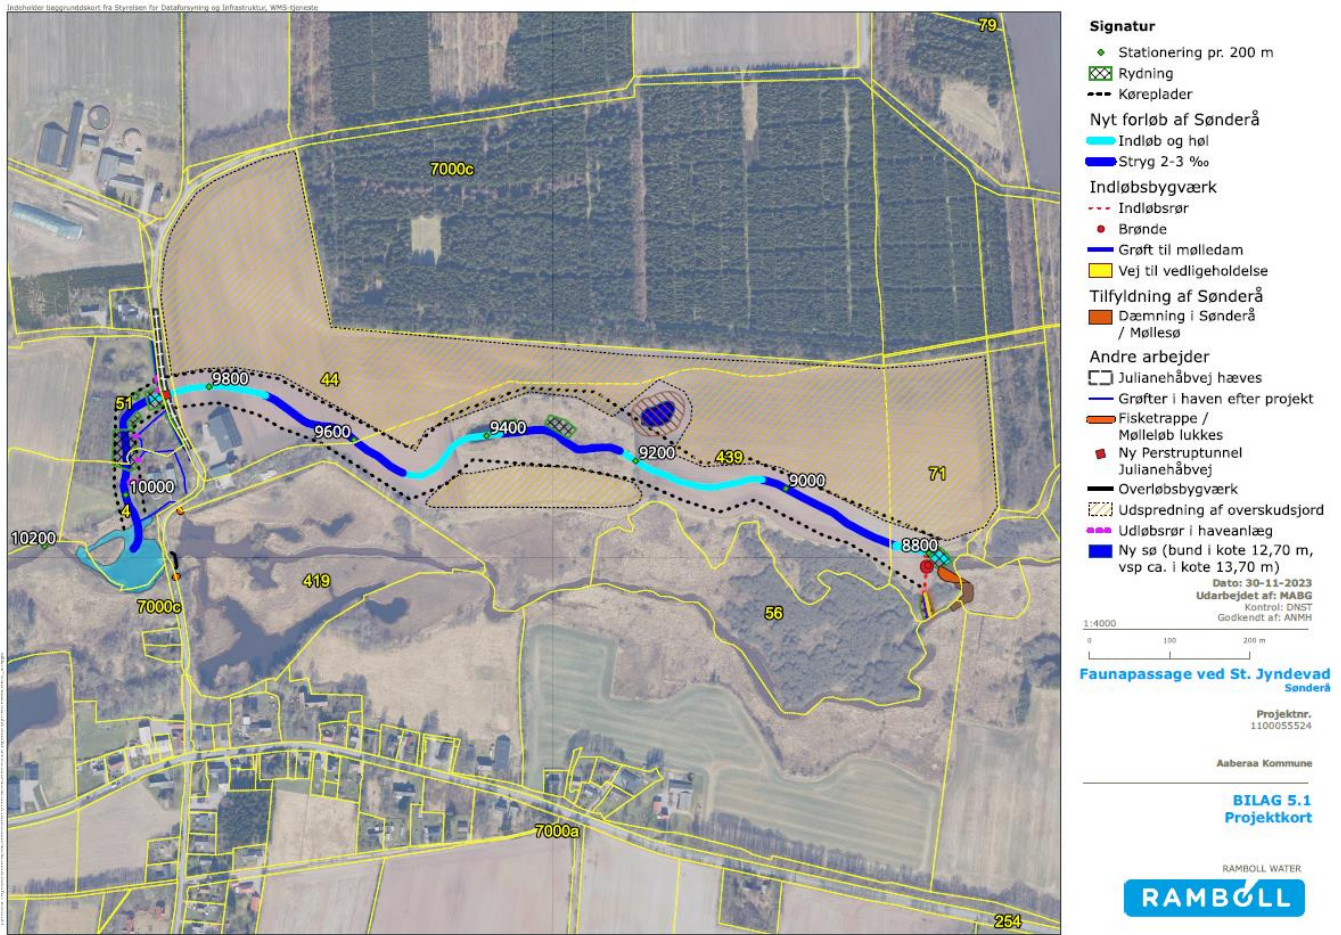 Indeholder baggrundskort fra Styrelsen for Dataforsyning og Infrastruktur, WMS-tjeneste
79
7000c
51
9800
44
9600
9400
9200
439
9000
71
10000
4
10200
8800
419
7000c
56
7000a
254
Signatur
Stationering pr. 200 m
Rydning
Køreplader
Nyt forløb af Sønderå
Indløb og høl
Stryg 2-3 ‰
Indløbsbygværk
Indløbsrør
Brønde
Grøft til mølledam
Vej til vedligeholdelse
Tilfyldning af Sønderå
Dæmning i Sønderå
/ Møllesø
Andre arbejder
Julianehåbvej hæves
Grøfter i haven efter projekt
Fisketrappe /
Mølleløb lukkes
Ny Perstruptunnel
Julianehåbvej
Overløbsbygværk
Udspredning af overskudsjord
Udløbsrør i haveanlæg
Ny sø (bund i kote 12,70 m,
vsp ca. i kote 13,70 m)
Dato: 30-11-2023
Udarbejdet af: MABG
Kontrol: DNST
Godkendt af: ANMH
1:4000
0 100 200 m
Faunapassage ved St. Jyndevad
Sønderå
Projektnr.
1100055524
Aaberaa Kommune
BILAG 5.1
Projektkort
RAMBOLL WATER
RAMBOLL